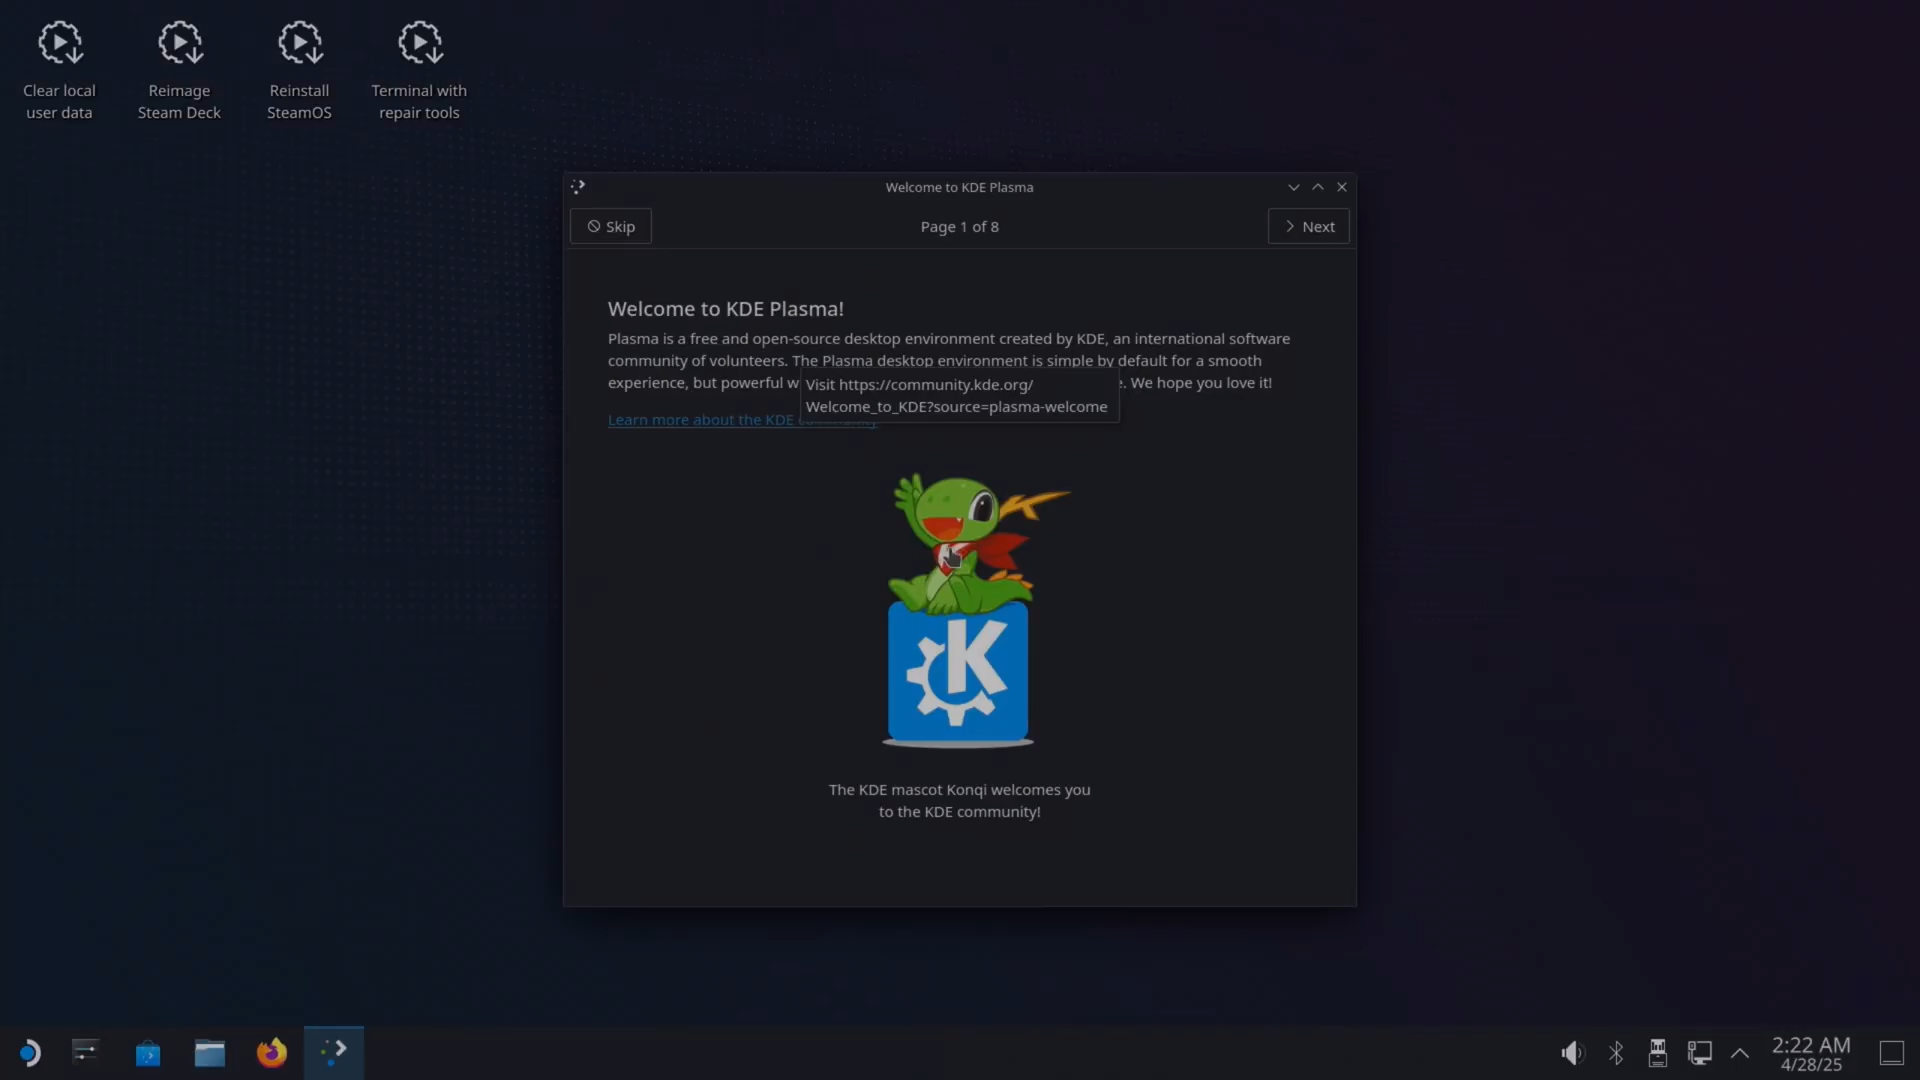 Clear local
user data
Reimage
Steam Deck
Reinstall
SteamOS
Terminal with
repair tools
Welcome to KDE Plasma
Skip
Page 1 of 8
Next
Welcome to KDE Plasma!
Plasma is a free and open-source desktop environment created by KDE, an international software
community of volunteers. The Plasma desktop environment is simple by default for a smooth
experience, but powerful w
. We hope you love it!
Visit https://community.kde.org/
Welcome_to_KDE?source=plasma-welcome
Learn more about the KDE community
K
The KDE mascot Konqi welcomes you
to the KDE community!
2:22 AM
4/28/25